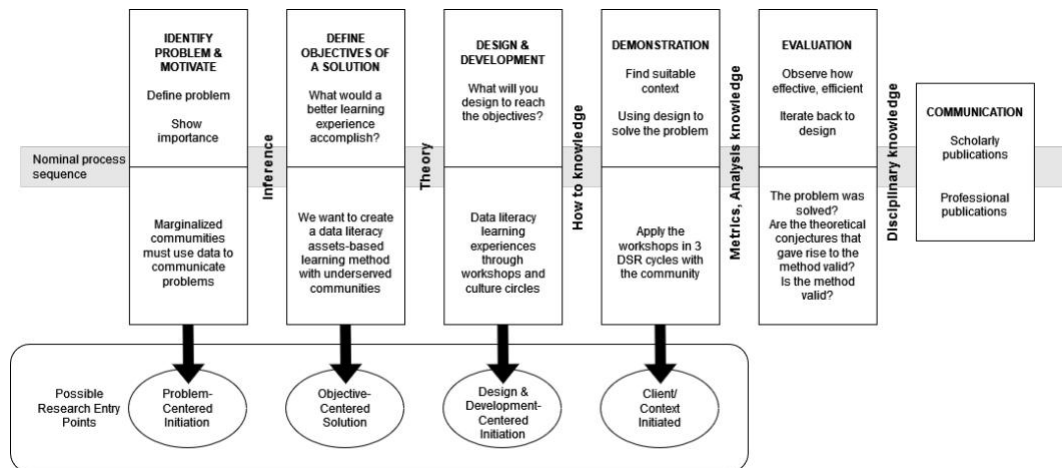 IDENTIFY
PROBLEM &
MOTIVATE
Define problem
Show
importance
Inference
DEFINE
OBJECTIVES OF
A SOLUTION
What would a
better learning
experience
accomplish?
Theory
DESIGN &
DEVELOPMENT
What will you
design to reach
the objectives?
How to knowledge
DEMONSTRATION
Find suitable
context
Using design to
solve the problem
Metrics, Analysis knowledge
EVALUATION
Observe how
effective, efficient
Iterate back to
design
Disciplinary knowledge
COMMUNICATION
Scholarly
publications
Professional
publications
Nominal process
sequence
Marginalized
commumities
must use data to
communicate
problems
We want to create
a data literacy
assets-based
learning method
with underserved
communities
Data literacy
learning
experiences
through
workshops and
culture circles
Apply the
workshops in 3
DSR cycles with
the community
The problem was
solved?
Are the theoretical
conjectures that
gave rise to the
method valid?
Is the method
valid?
Possible
Research Entry
Points
Problem-
Centered
Initiation
Objective-
Centered
Solution
Design &
Development-
Centered
Initiation
Client/
Context
Initiated